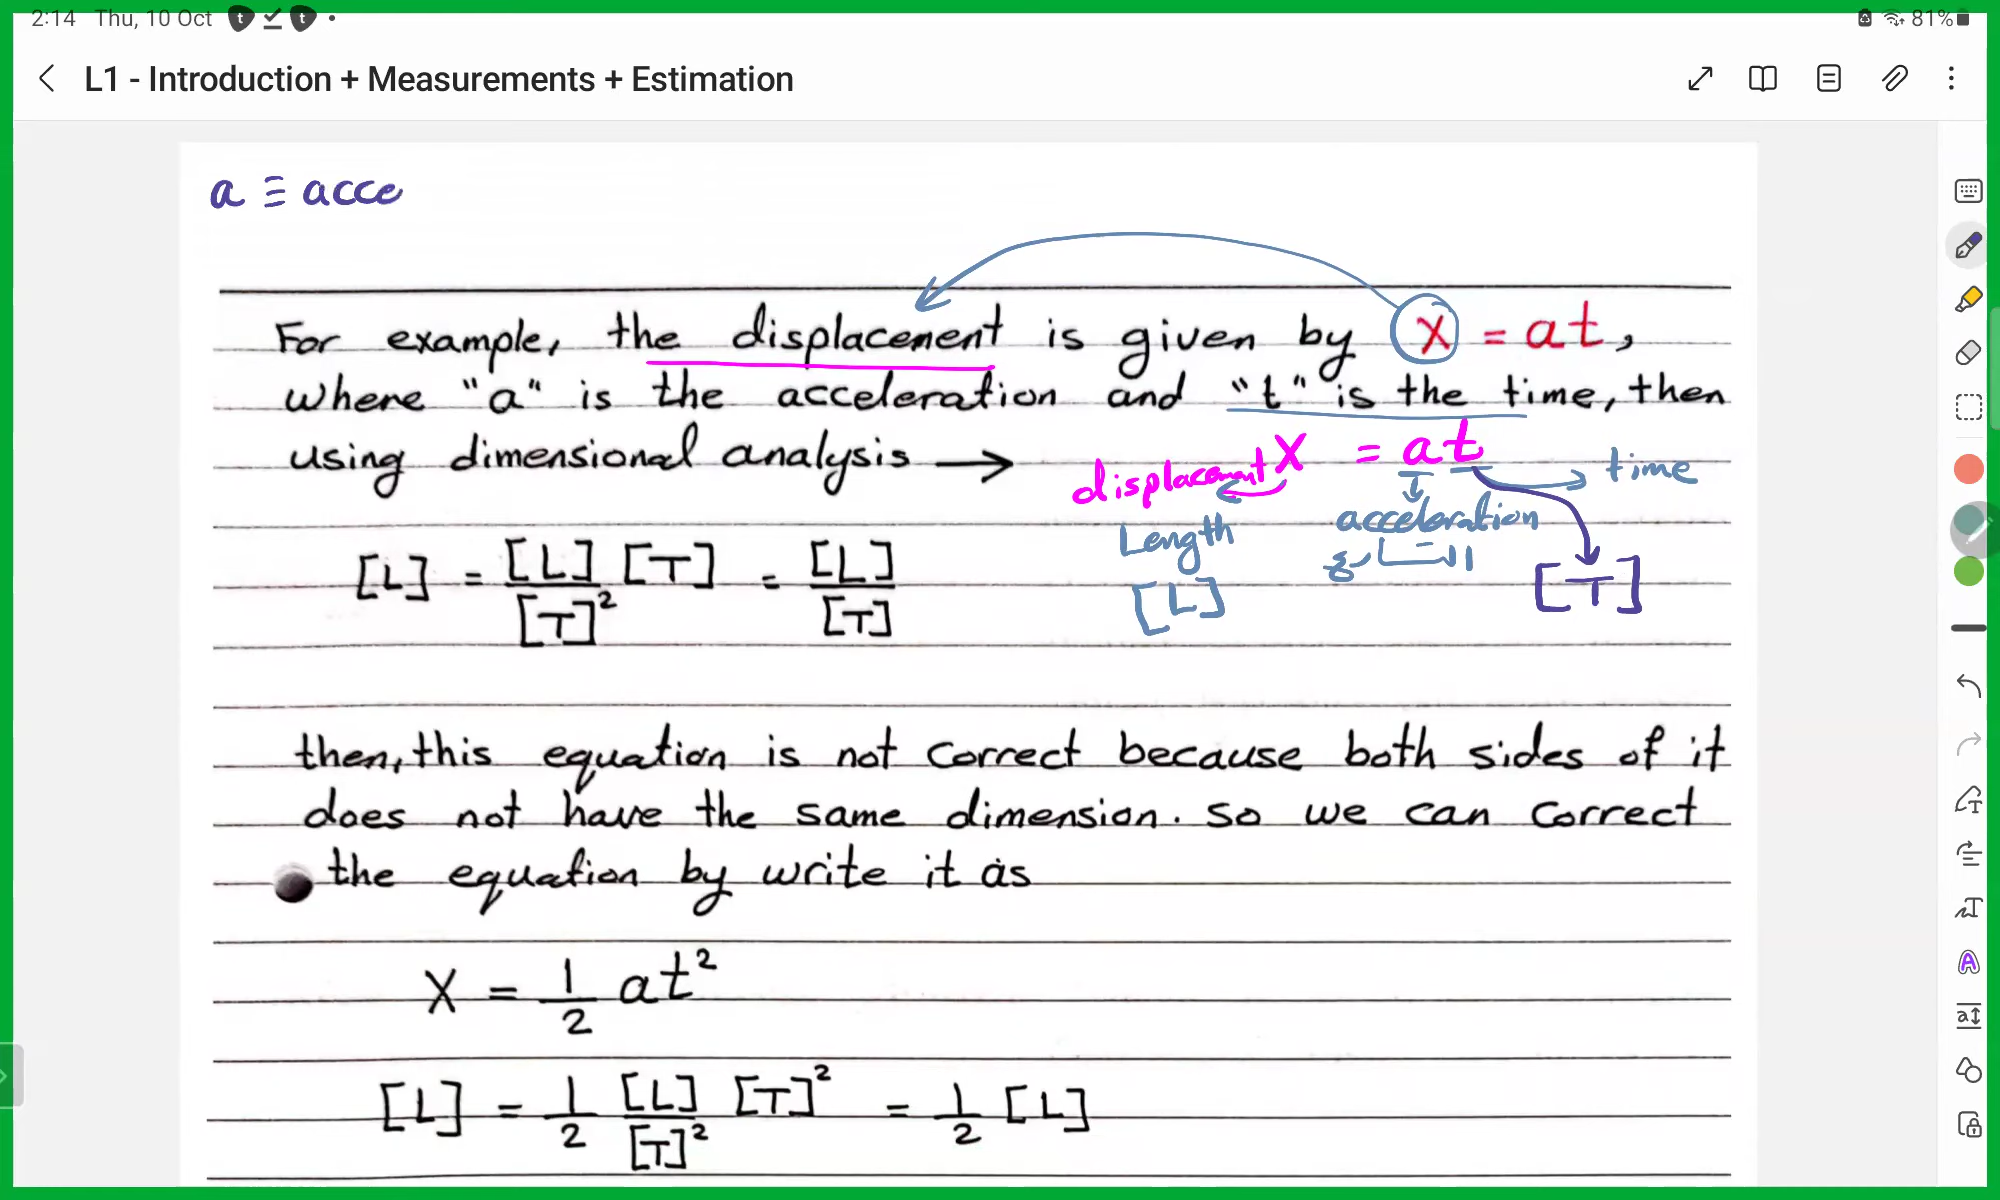 2:14 Thu, 10 Oct
81%
L1 - Introduction + Measurements + Estimation
a ≡ acce
For example, the displacement is given by x = at,
where "a" is the acceleration and "t" is the time, then
using dimensional analysis → displacement X = at time
Length acceleration
التسارع
[L] [T]
[L] = [L]/[T]² [T] = [L]/[T]
then, this equation is not correct because both sides of it
does not have the same dimension. so we can correct
the equation by write it as
X = 1/2 at²
[L] = 1/2 [L]/[T]² [T]² = 1/2 [L]